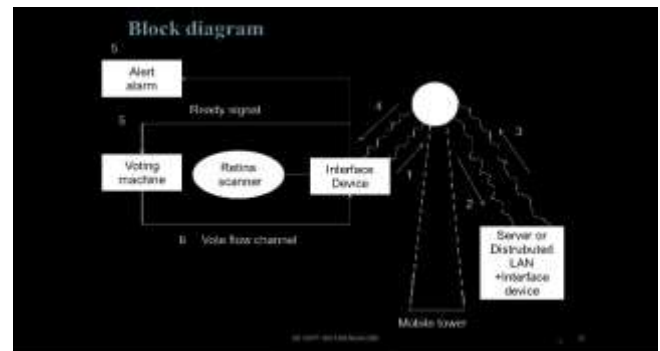 Block diagram
5
Alert
alarm
Ready signal
5
Voting
machine
Retina
scanner
Interface
Device
4
1
3
2
6 Vote flow channel
Server or
Distrubuted
LAN
+Interface
device
Mobile tower